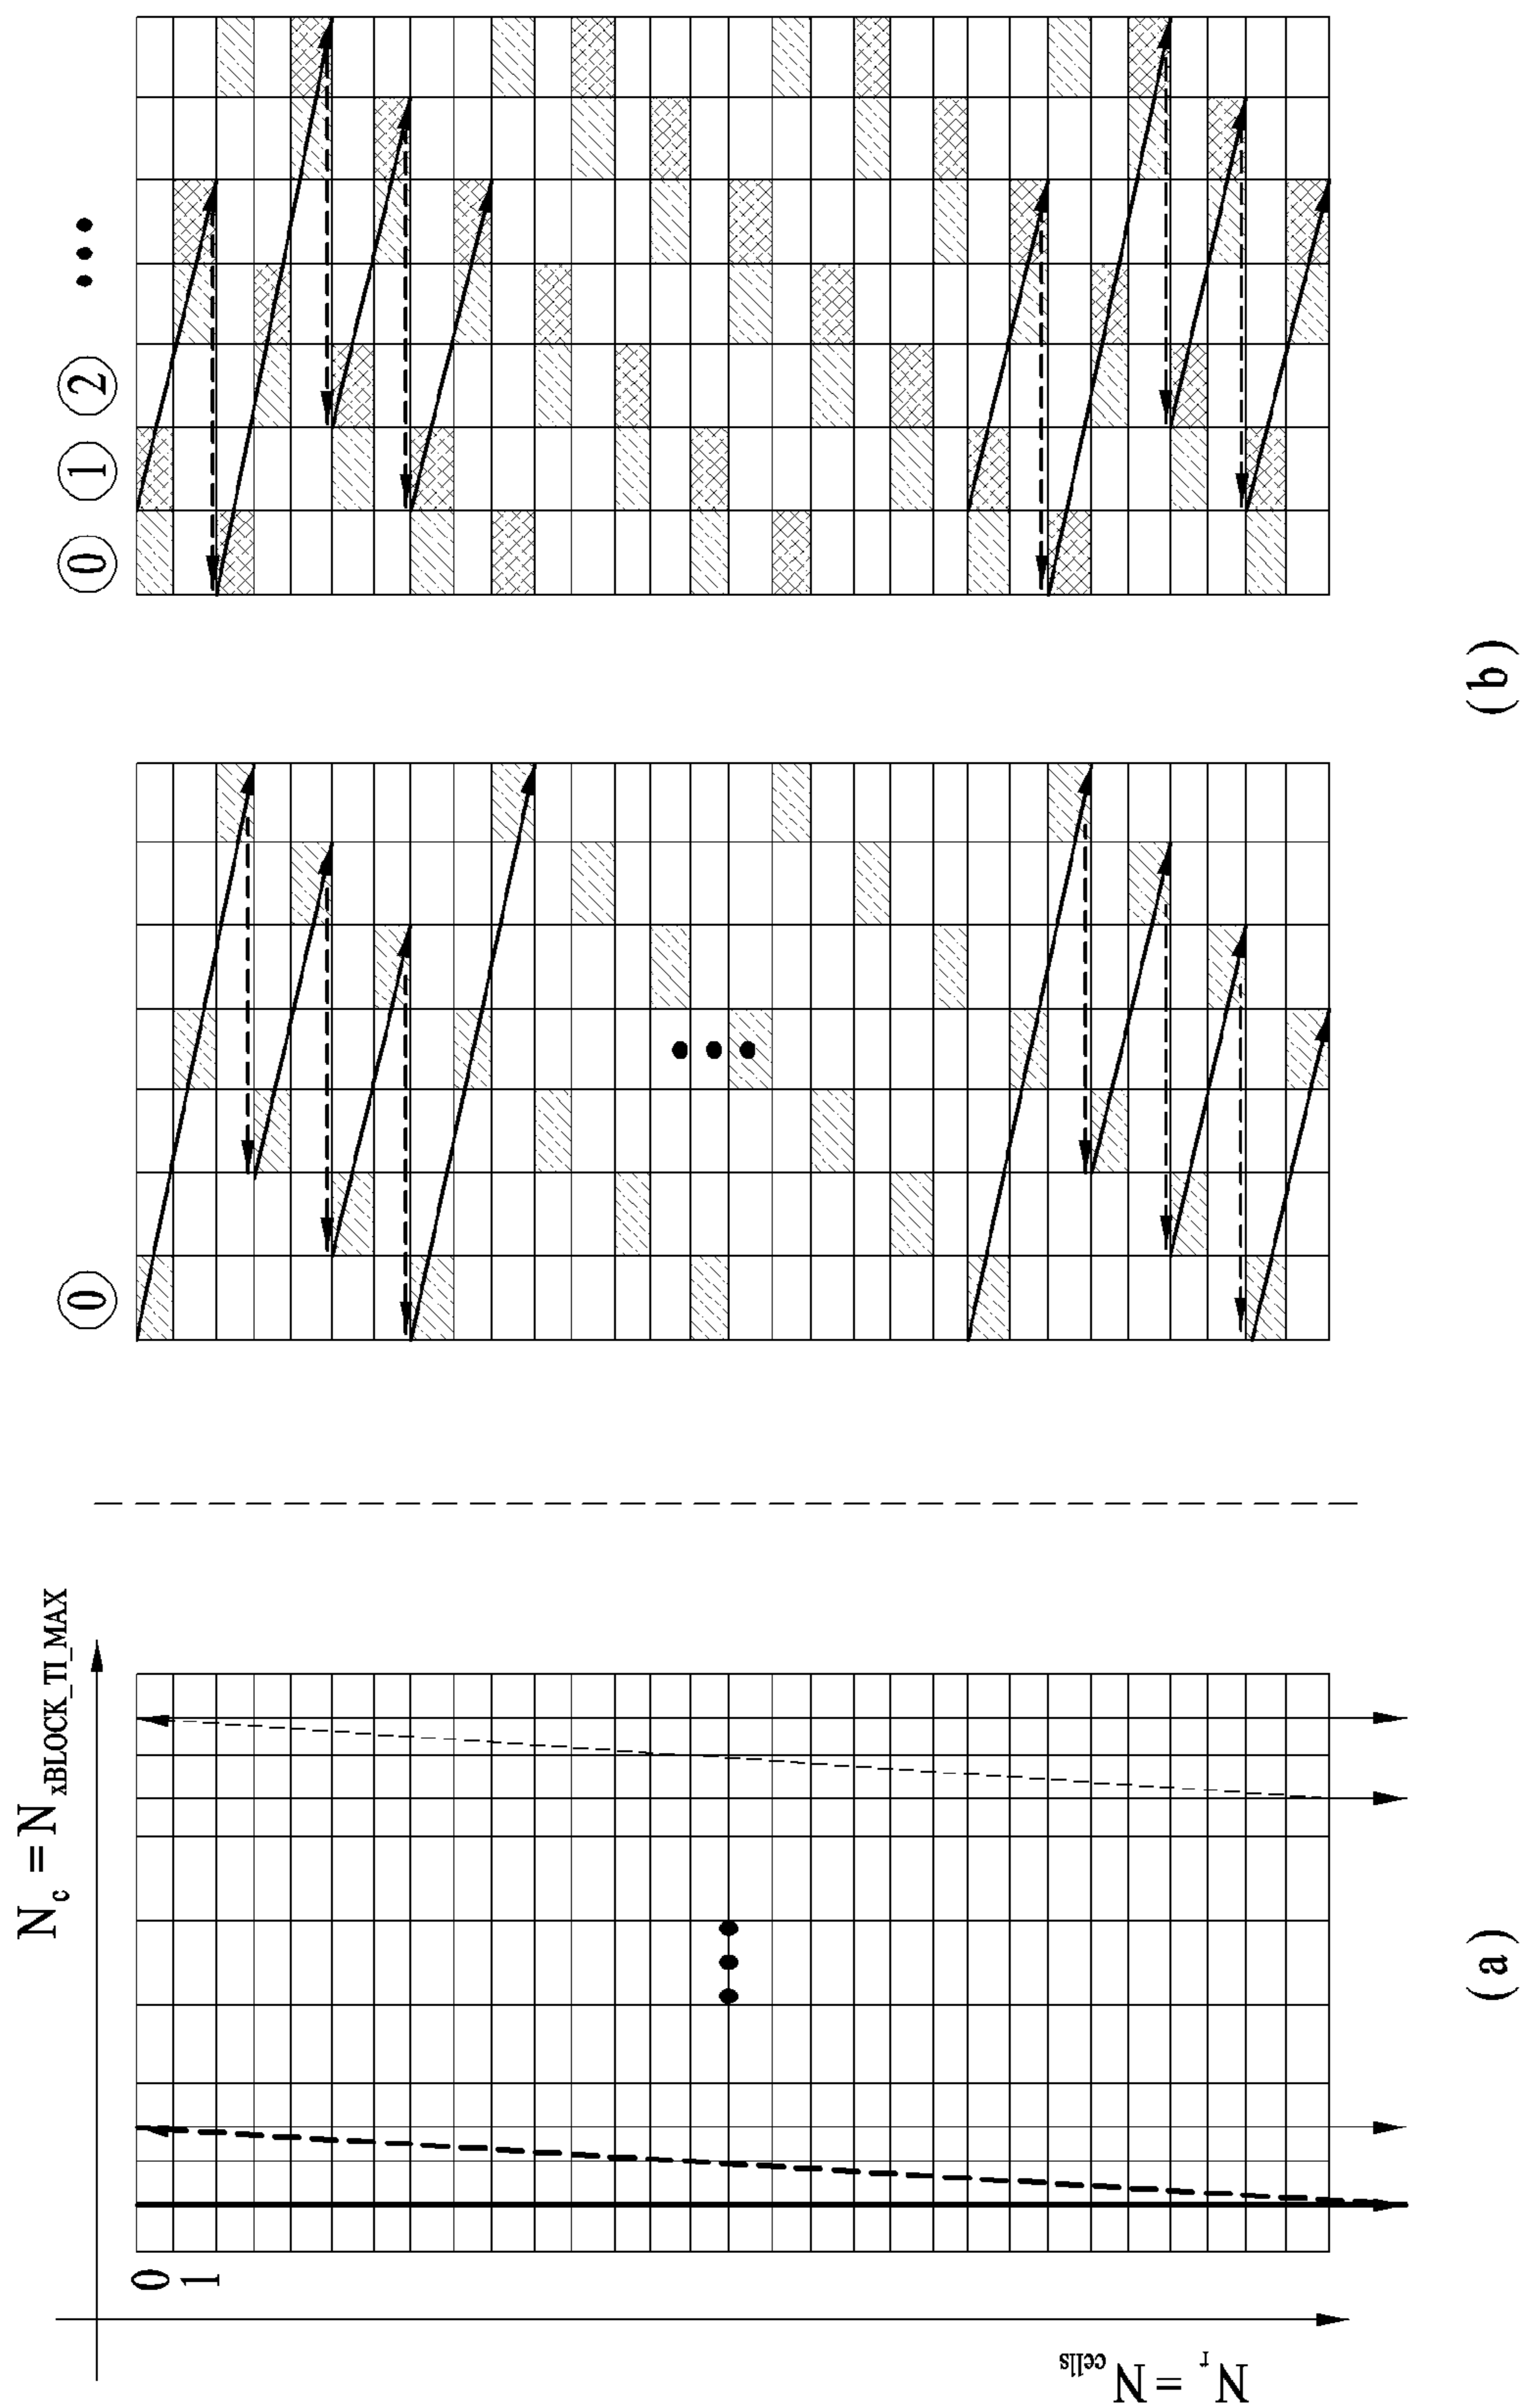 N_c = N_xBLOCK_TI_MAX
0
1
N_r = N_cells
(a)
0
0 1 2 •••
(b)